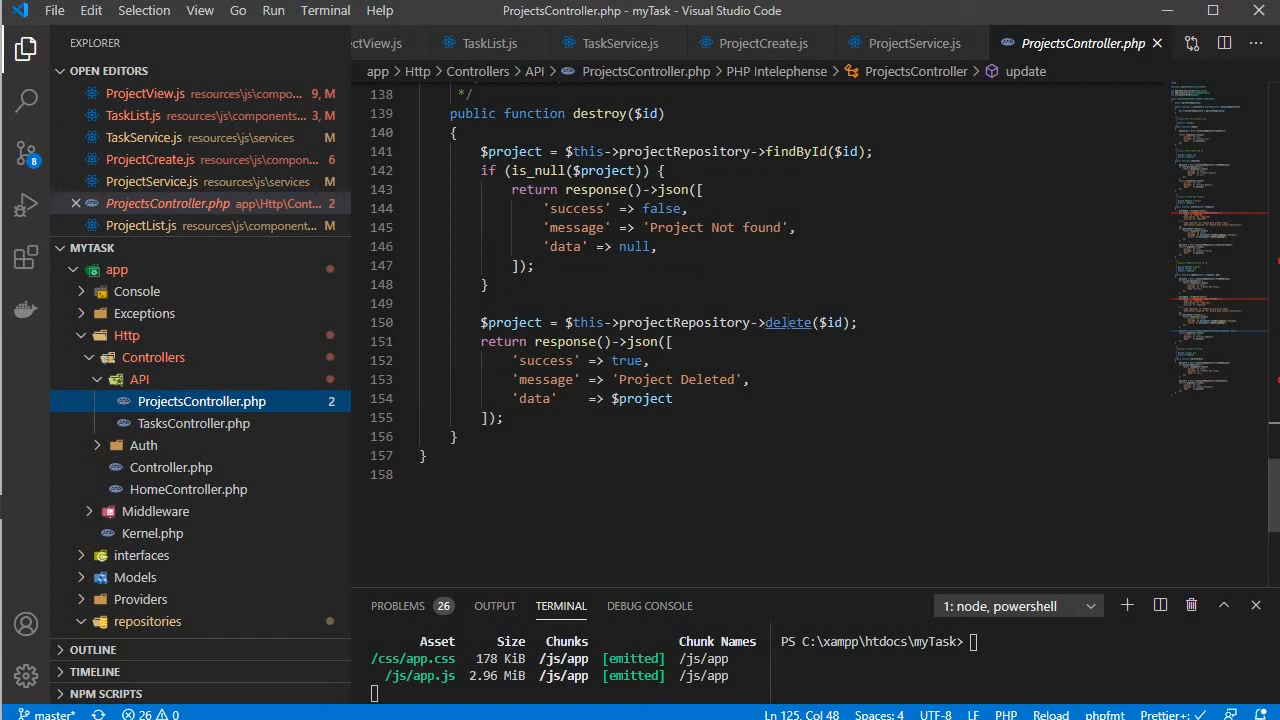 File Edit Selection View Go Run Terminal Help ProjectsController.php - myTask - Visual Studio Code
EXPLORER
OPEN EDITORS
ProjectView.js resources\js\compo... 9, M
TaskList.js resources\js\components... 3, M
TaskService.js resources\js\services M
ProjectCreate.js resources\js\compon... 6
ProjectService.js resources\js\services M
ProjectsController.php app\Http\Cont... 2
ProjectList.js resources\js\component... M
MYTASK
app
Console
Exceptions
Http
Controllers
API
ProjectsController.php 2
TasksController.php
Auth
Controller.php
HomeController.php
Middleware
Kernel.php
interfaces
Models
Providers
repositories
OUTLINE
TIMELINE
NPM SCRIPTS
ectView.js TaskList.js TaskService.js ProjectCreate.js ProjectService.js ProjectsController.php
app > Http > Controllers > API > ProjectsController.php > PHP Intelephense > ProjectsController > update
138 */
139 public function destroy($id)
140 {
141 $project = $this->projectRepository->findById($id);
142 if (is_null($project)) {
143 return response()->json([
144 'success' => false,
145 'message' => 'Project Not found',
146 'data' => null,
147 ]);
148 }
149
150 $project = $this->projectRepository->delete($id);
151 return response()->json([
152 'success' => true,
153 'message' => 'Project Deleted',
154 'data' => $project
155 ]);
156 }
157 }
158
PROBLEMS 26 OUTPUT TERMINAL DEBUG CONSOLE 1: node, powershell
Asset Size Chunks Chunk Names
/css/app.css 178 KiB /js/app [emitted] /js/app
/js/app.js 2.96 MiB /js/app [emitted] /js/app
PS C:\xampp\htdocs\myTask>
8
master* 26 0 Ln 125, Col 48 Spaces: 4 UTF-8 LF PHP Reload phpfmt Prettier+: